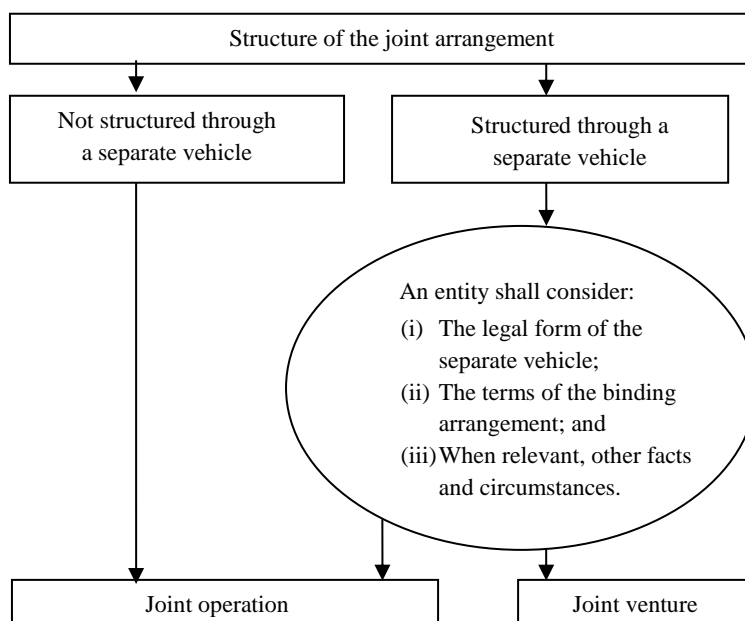 Structure of the joint arrangement
Not structured through
a separate vehicle
Structured through a
separate vehicle
An entity shall consider:
(i) The legal form of the
separate vehicle;
(ii) The terms of the binding
arrangement; and
(iii) When relevant, other facts
and circumstances.
Joint operation
Joint venture